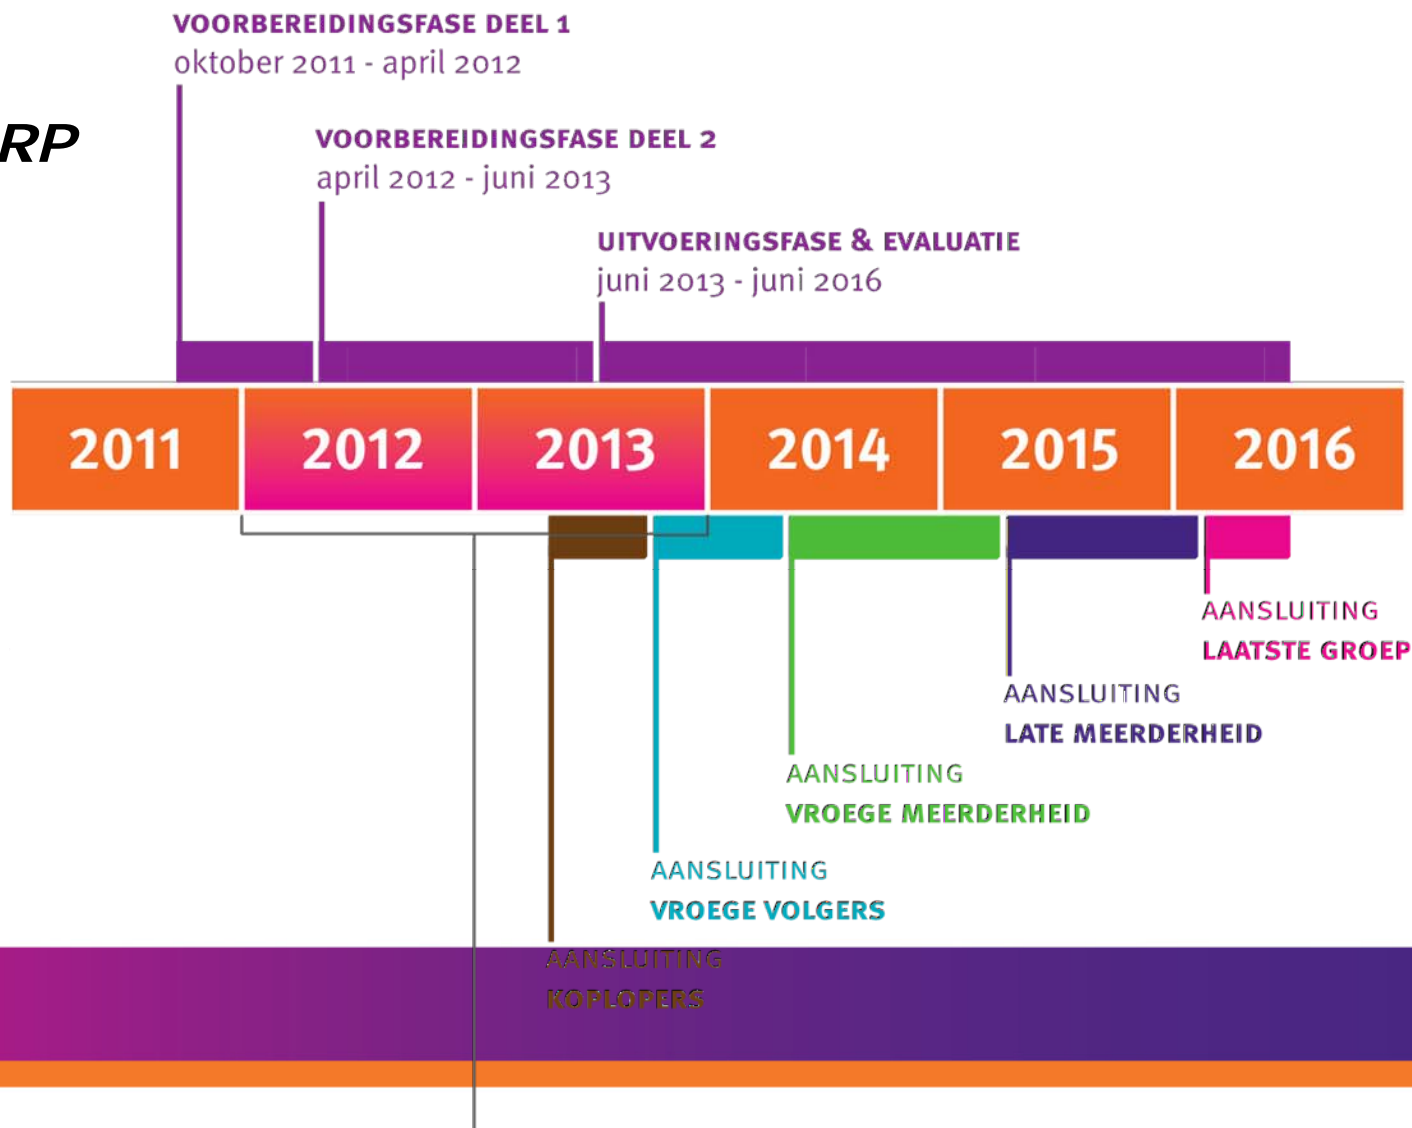 VOORBEREIDINGSFASE DEEL 1
oktober 2011 - april 2012
RP
VOORBEREIDINGSFASE DEEL 2
april 2012 - juni 2013
UITVOERINGSFASE & EVALUATIE
juni 2013 - juni 2016
2011 2012 2013 2014 2015 2016
AANSLUITING
LAATSTE GROEP
AANSLUITING
LATE MEERDERHEID
AANSLUITING
VROEGE MEERDERHEID
AANSLUITING
VROEGE VOLGERS
AANSLUITING
KOPLOPERS